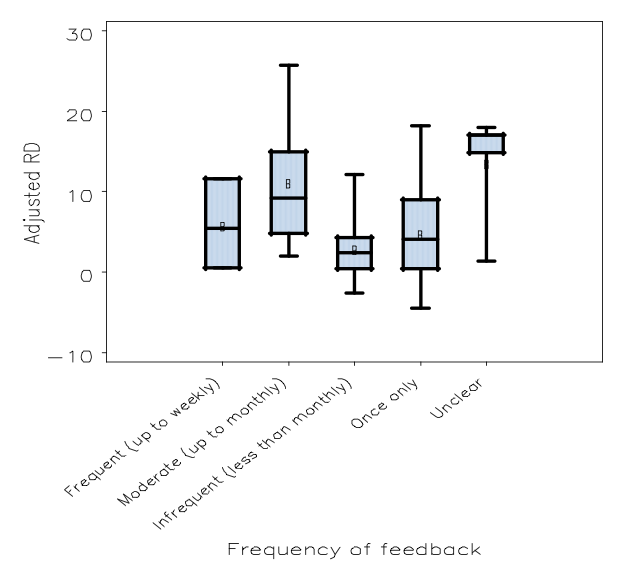 30
20
10
0
−10
Adjusted RD
Frequent (up to weekly)
Moderate (up to monthly)
Infrequent (less than monthly)
Once only
Unclear
Frequency of feedback